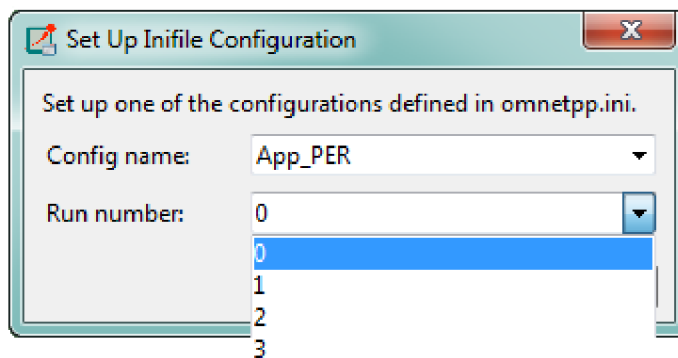 Set Up Inifile Configuration
Set up one of the configurations defined in omnetpp.ini.
Config name: App_PER
Run number: 0
0
1
2
3